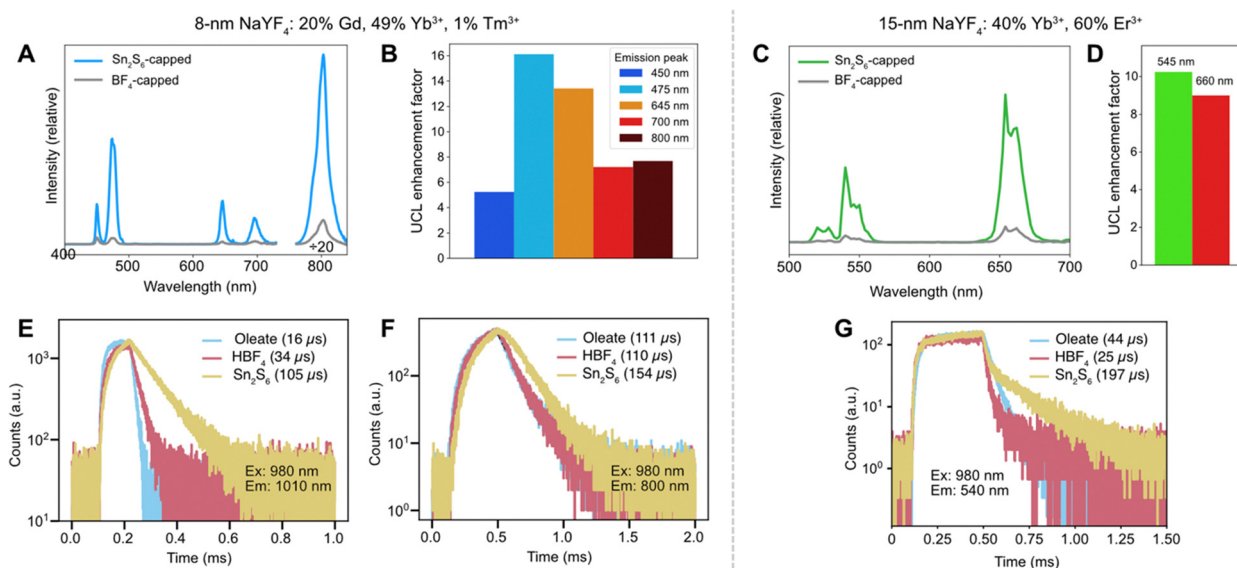 8-nm NaYF₄: 20% Gd, 49% Yb³⁺, 1% Tm³⁺
A
Sn₂S₆-capped
BF₄-capped
Intensity (relative)
÷20
400 500 600 700 800
Wavelength (nm)
B
UCL enhancement factor
16
14
12
10
8
6
4
2
0
Emission peak
450 nm
475 nm
645 nm
700 nm
800 nm
15-nm NaYF₄: 40% Yb³⁺, 60% Er³⁺
C
Sn₂S₆-capped
BF₄-capped
Intensity (relative)
500 550 600 650 700
Wavelength (nm)
D
UCL enhancement factor
10
8
6
4
2
0
545 nm
660 nm
E
Counts (a.u.)
10³
10²
10¹
Oleate (16 µs)
HBF₄ (34 µs)
Sn₂S₆ (105 µs)
Ex: 980 nm
Em: 1010 nm
0.0 0.2 0.4 0.6 0.8 1.0
Time (ms)
F
Counts (a.u.)
10²
10¹
10⁰
Oleate (111 µs)
HBF₄ (110 µs)
Sn₂S₆ (154 µs)
Ex: 980 nm
Em: 800 nm
0.0 0.5 1.0 1.5 2.0
Time (ms)
G
Counts (a.u.)
10²
10¹
10⁰
Oleate (44 µs)
HBF₄ (25 µs)
Sn₂S₆ (197 µs)
Ex: 980 nm
Em: 540 nm
0 0.25 0.50 0.75 1.00 1.25 1.50
Time (ms)